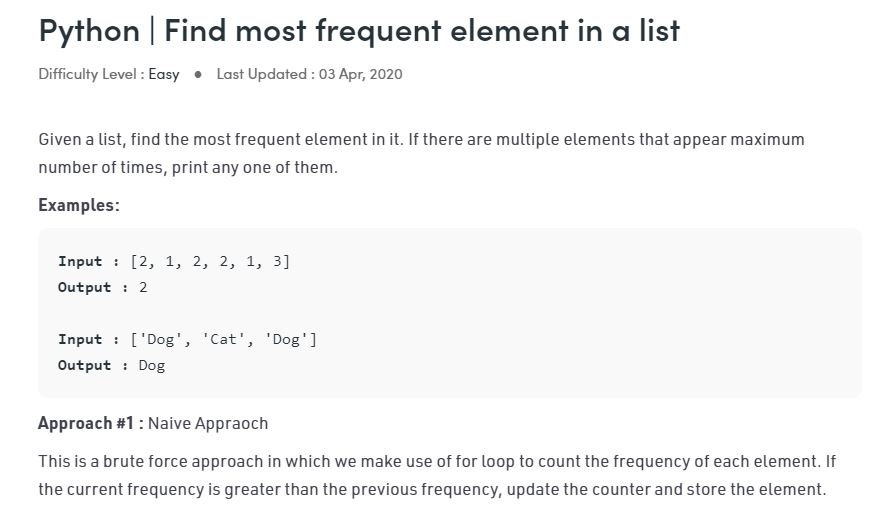 Python | Find most frequent element in a list
Difficulty Level : Easy ● Last Updated : 03 Apr, 2020
Given a list, find the most frequent element in it. If there are multiple elements that appear maximum
number of times, print any one of them.
Examples:
Input : [2, 1, 2, 2, 1, 3]
Output : 2
Input : ['Dog', 'Cat', 'Dog']
Output : Dog
Approach #1 : Naive Appraoch
This is a brute force approach in which we make use of for loop to count the frequency of each element. If
the current frequency is greater than the previous frequency, update the counter and store the element.